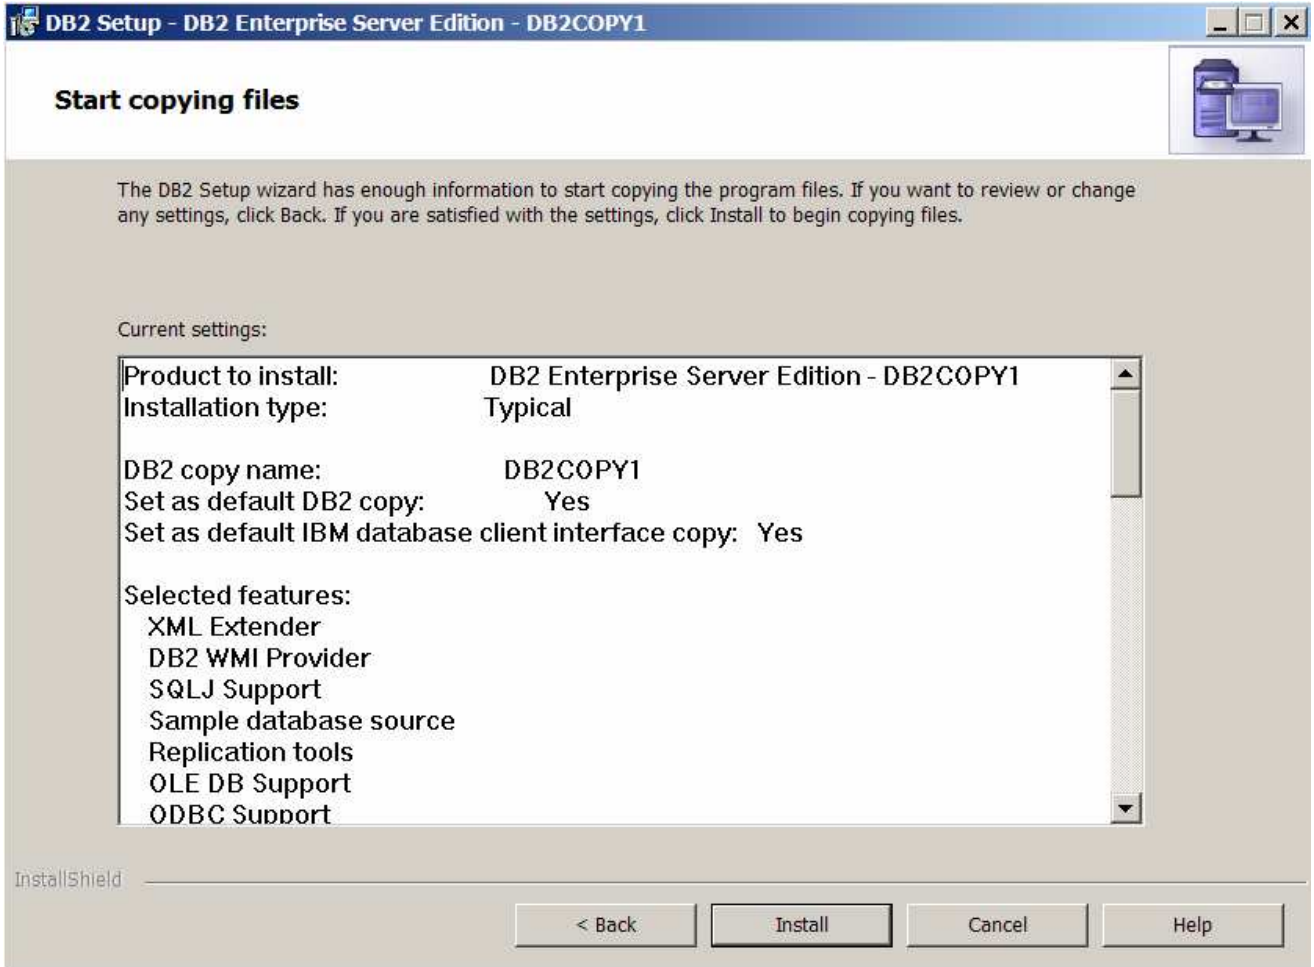 DB2 Setup - DB2 Enterprise Server Edition - DB2COPY1
Start copying files
The DB2 Setup wizard has enough information to start copying the program files. If you want to review or change
any settings, click Back. If you are satisfied with the settings, click Install to begin copying files.
Current settings:
Product to install: DB2 Enterprise Server Edition - DB2COPY1
Installation type: Typical
DB2 copy name: DB2COPY1
Set as default DB2 copy: Yes
Set as default IBM database client interface copy: Yes
Selected features:
XML Extender
DB2 WMI Provider
SQLJ Support
Sample database source
Replication tools
OLE DB Support
ODBC Support
InstallShield
< Back Install Cancel Help